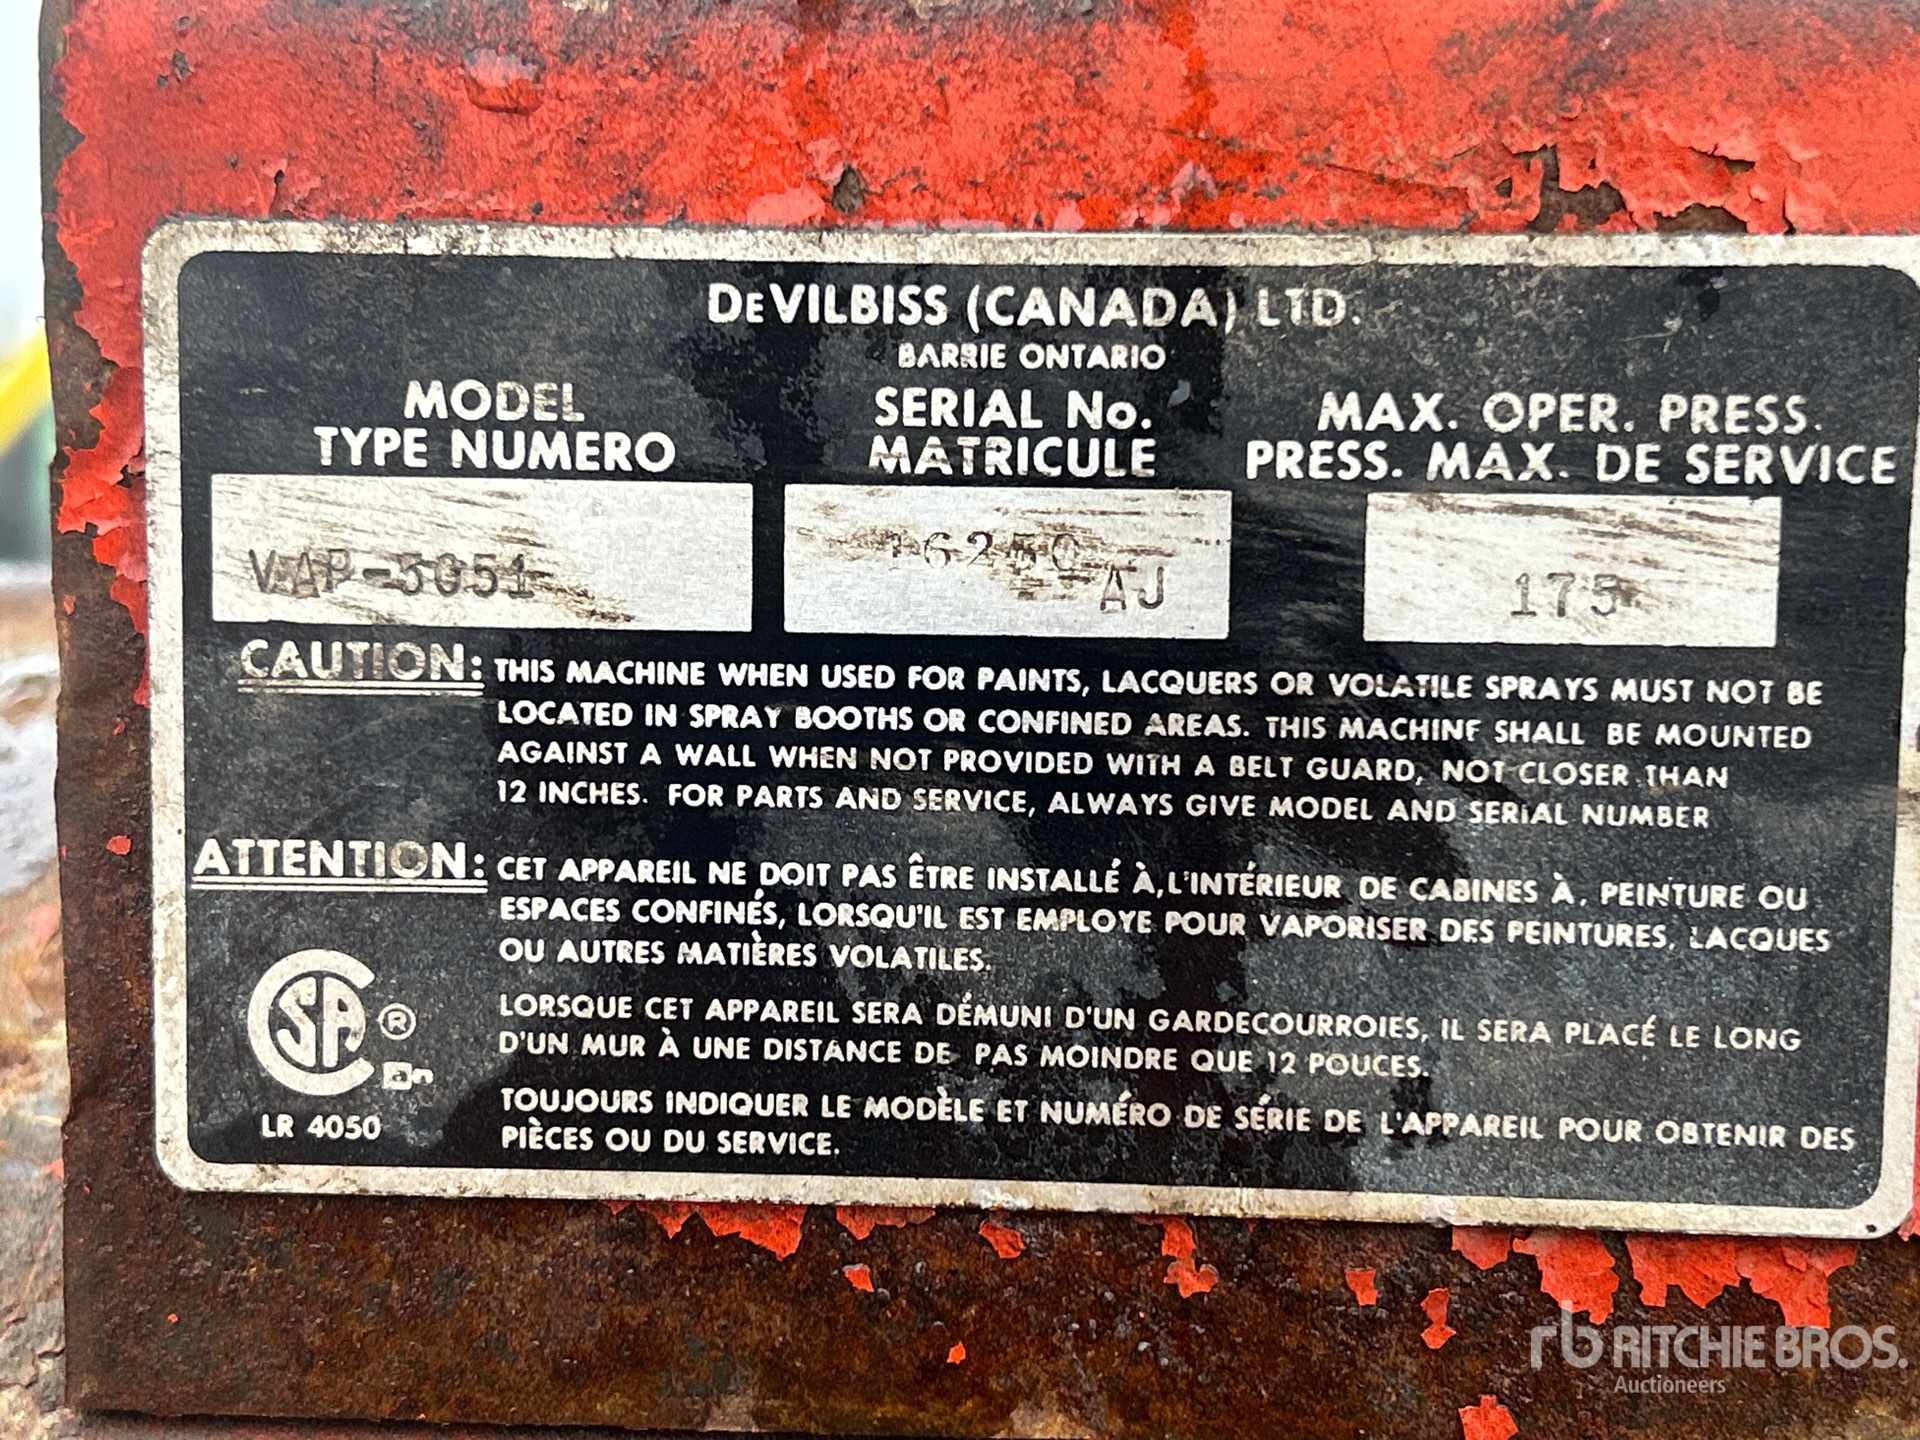 DEVILBISS (CANADA) LTD.
BARRIE ONTARIO
MODEL
TYPE NUMERO
SERIAL No.
MATRICULE
MAX. OPER. PRESS.
PRESS. MAX. DE SERVICE
VAP-5051
16250
AJ
175
CAUTION: THIS MACHINE WHEN USED FOR PAINTS, LACQUERS OR VOLATILE SPRAYS MUST NOT BE
LOCATED IN SPRAY BOOTHS OR CONFINED AREAS. THIS MACHINE SHALL BE MOUNTED
AGAINST A WALL WHEN NOT PROVIDED WITH A BELT GUARD, NOT CLOSER THAN
12 INCHES. FOR PARTS AND SERVICE, ALWAYS GIVE MODEL AND SERIAL NUMBER
ATTENTION: CET APPAREIL NE DOIT PAS ÊTRE INSTALLÉ À, L'INTÉRIEUR DE CABINES À, PEINTURE OU
ESPACES CONFINÉS, LORSQU'IL EST EMPLOYE POUR VAPORISER DES PEINTURES, LACQUES
OU AUTRES MATIÈRES VOLATILES.
LORSQUE CET APPAREIL SERA DÉMUNI D'UN GARDECOURROIES, IL SERA PLACÉ LE LONG
D'UN MUR À UNE DISTANCE DE PAS MOINDRE QUE 12 POUCES.
TOUJOURS INDIQUER LE MODÈLE ET NUMÉRO DE SÉRIE DE L'APPAREIL POUR OBTENIR DES
PIÈCES OU DU SERVICE.
CSA ®
LR 4050
rb RITCHIE BROS.
Auctioneers